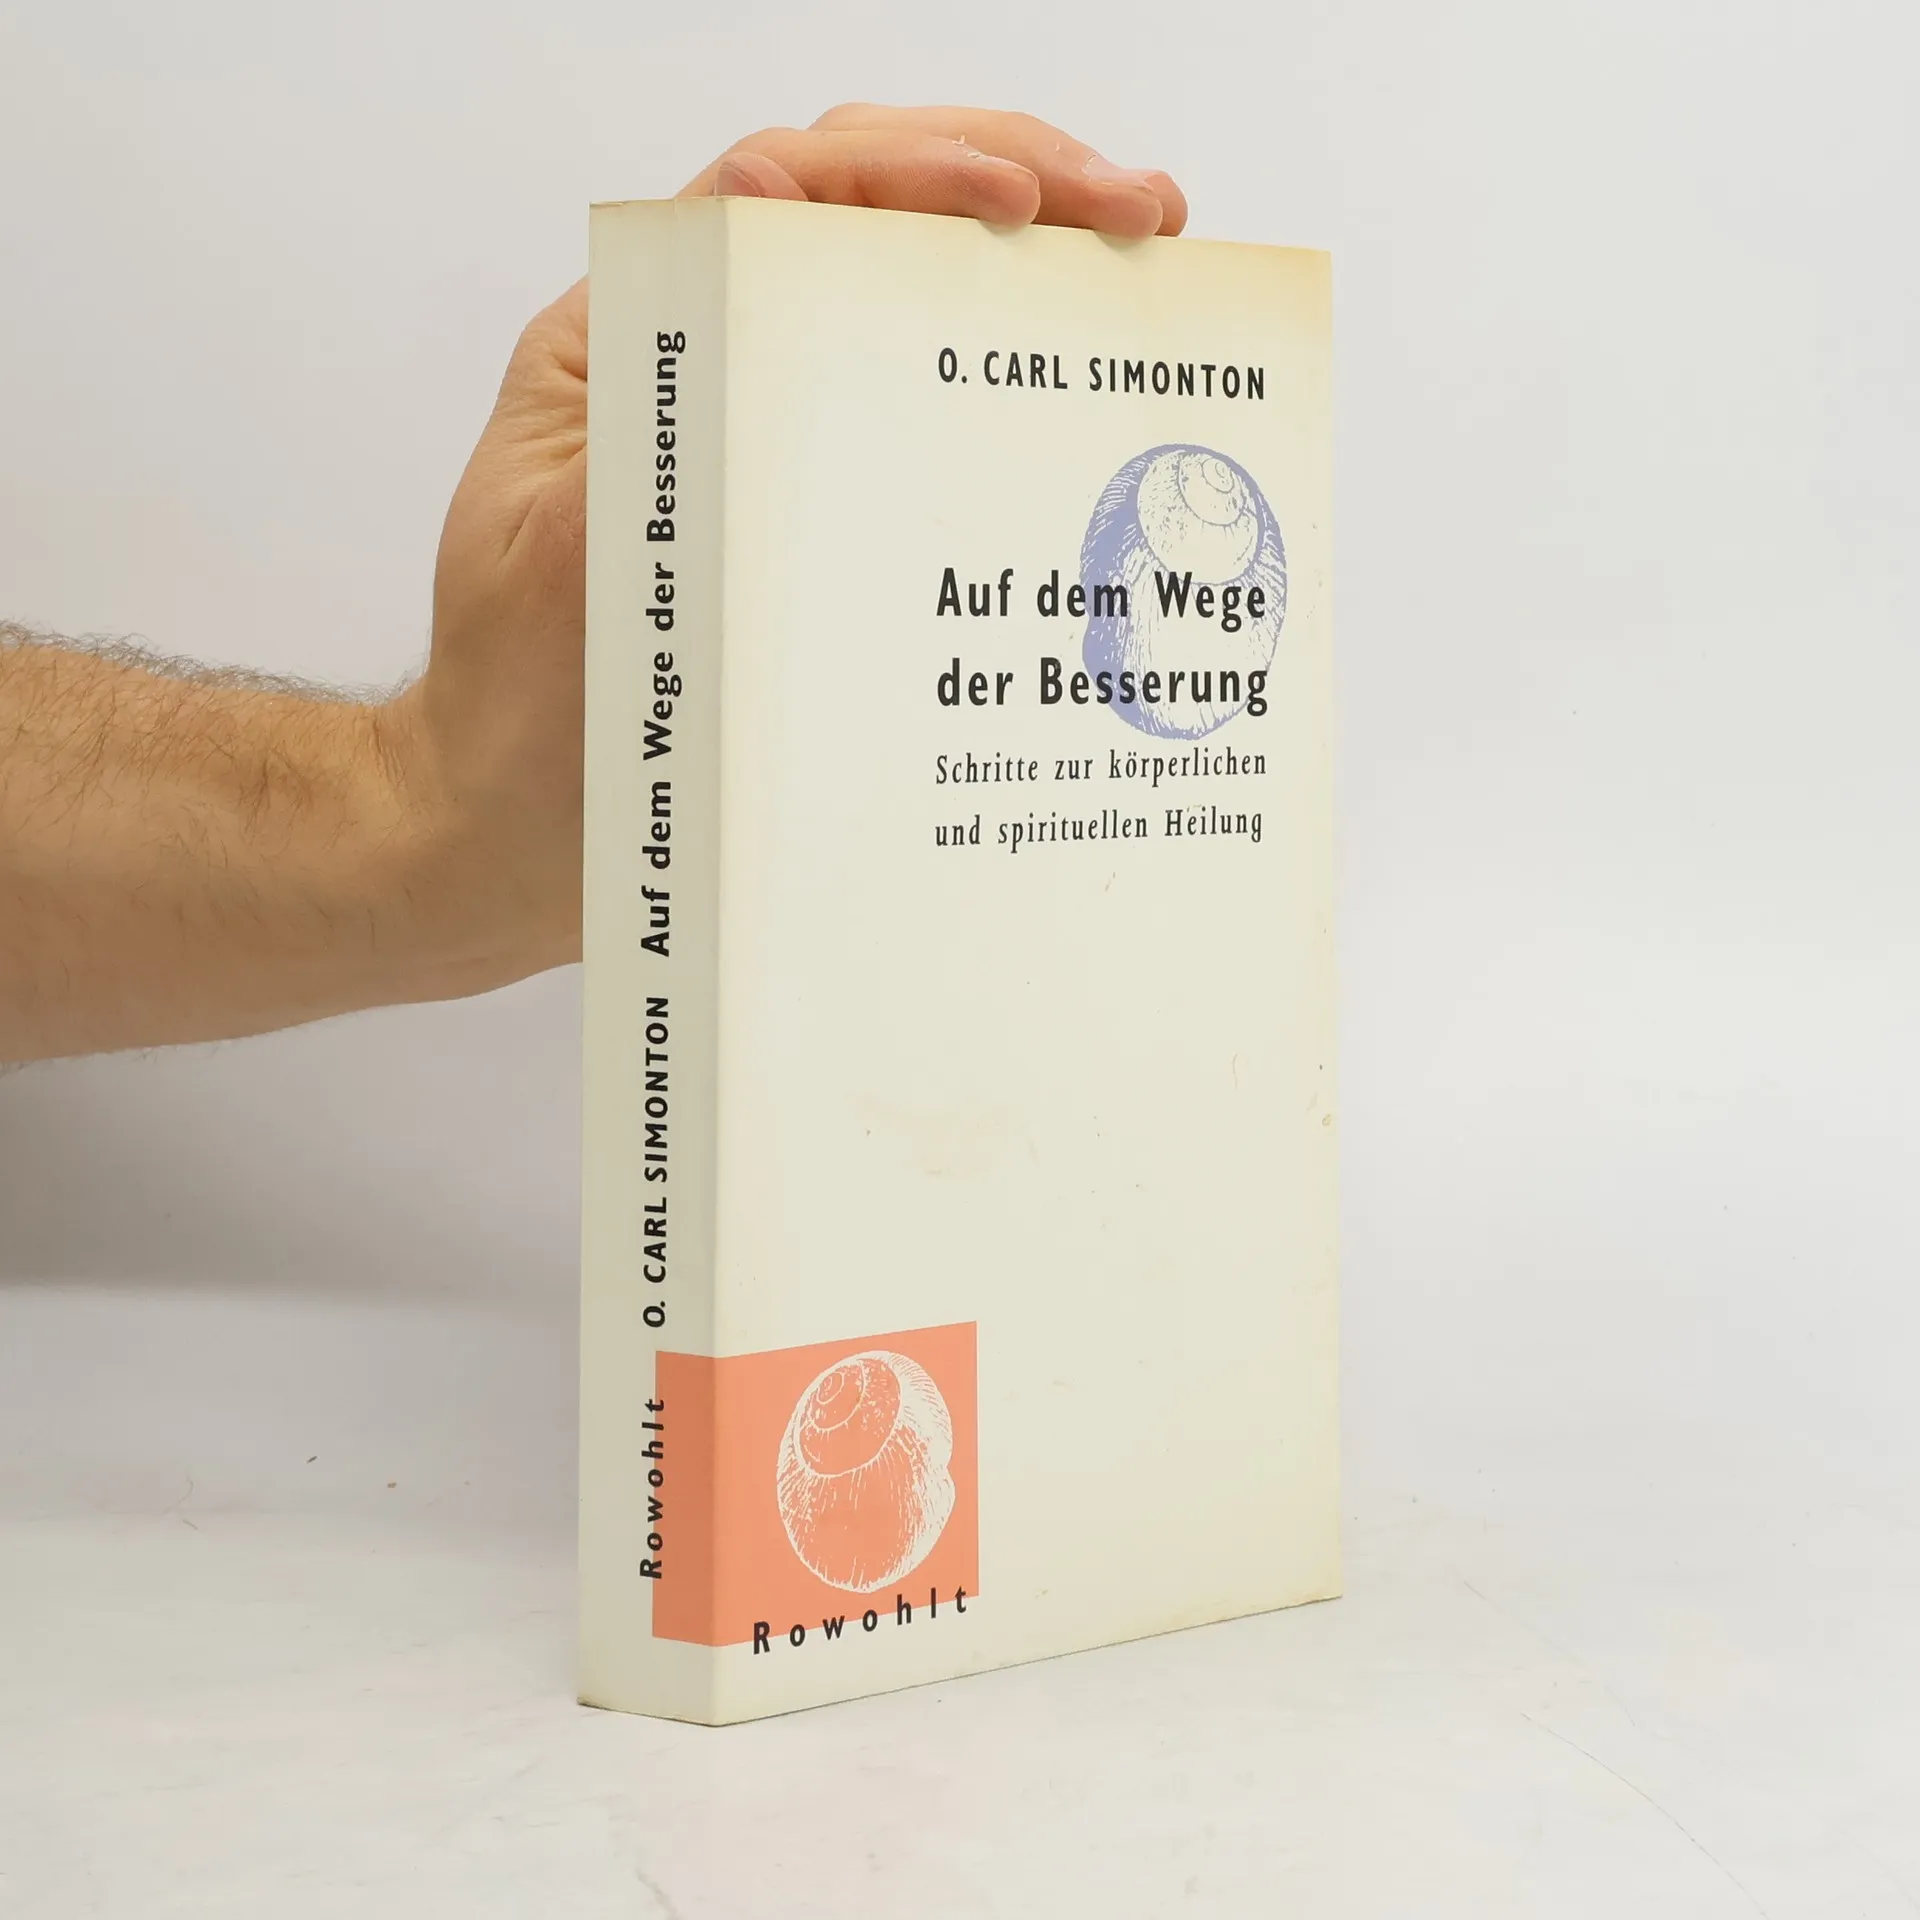 O. CARL SIMONTON
Auf dem Wege
der Besserung
Schritte zur körperlichen
und spirituellen Heilung
Rowohlt
Rowohlt O. CARL SIMONTON Auf dem Wege der Besserung